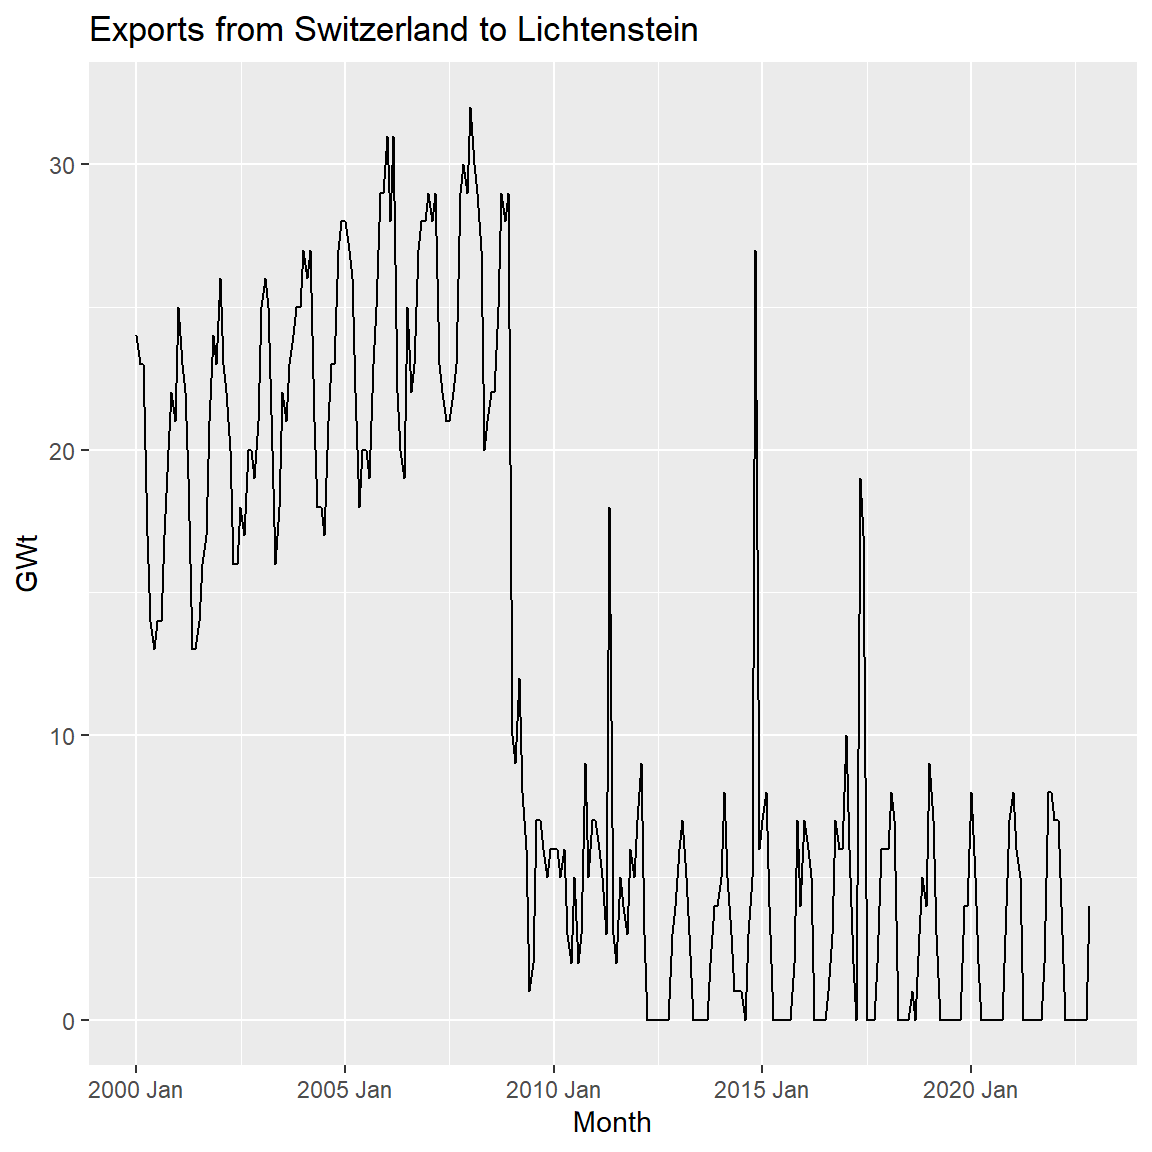 Exports from Switzerland to Lichtenstein
GWt
30
20
10
0
2000 Jan
2005 Jan
2010 Jan
2015 Jan
2020 Jan
Month